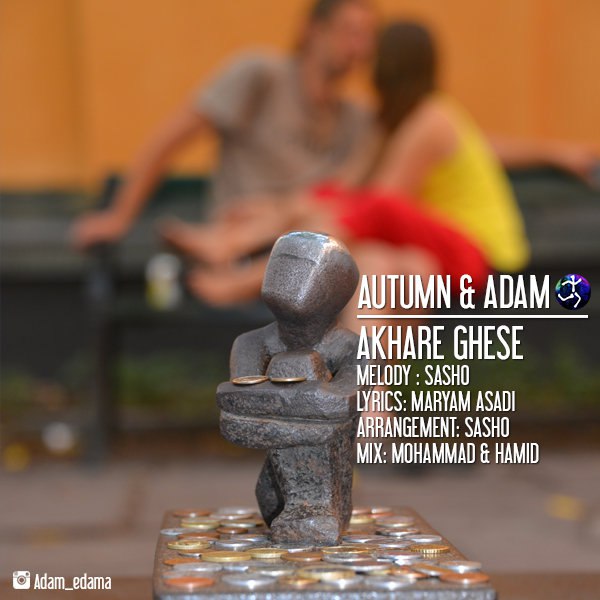 AUTUMN & ADAM
AKHARE GHESE
MELODY : SASHO
LYRICS: MARYAM ASADI
ARRANGEMENT: SASHO
MIX: MOHAMMAD & HAMID
Adam_edama